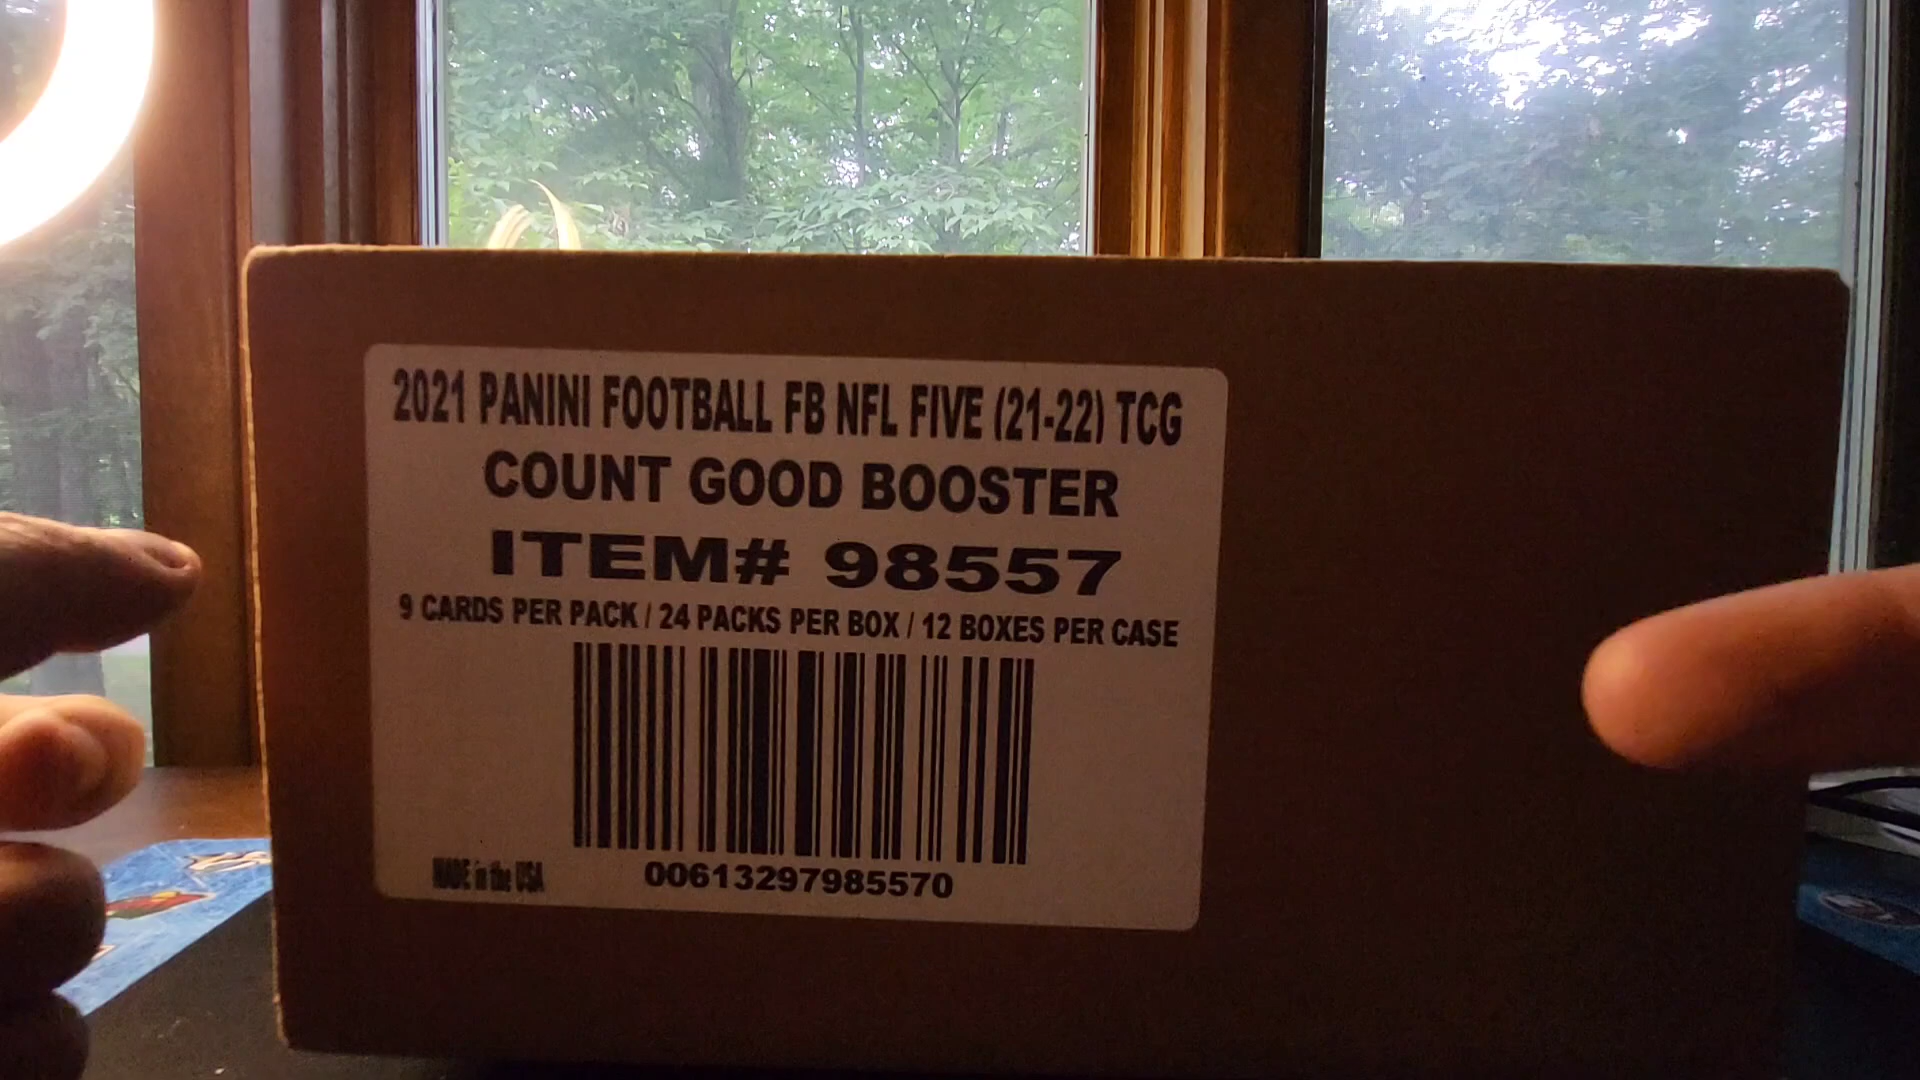 2021 PANINI FOOTBALL FB NFL FIVE (21-22) TCG
COUNT GOOD BOOSTER
ITEM# 98557
9 CARDS PER PACK / 24 PACKS PER BOX / 12 BOXES PER CASE
00613297985570
MADE in the USA